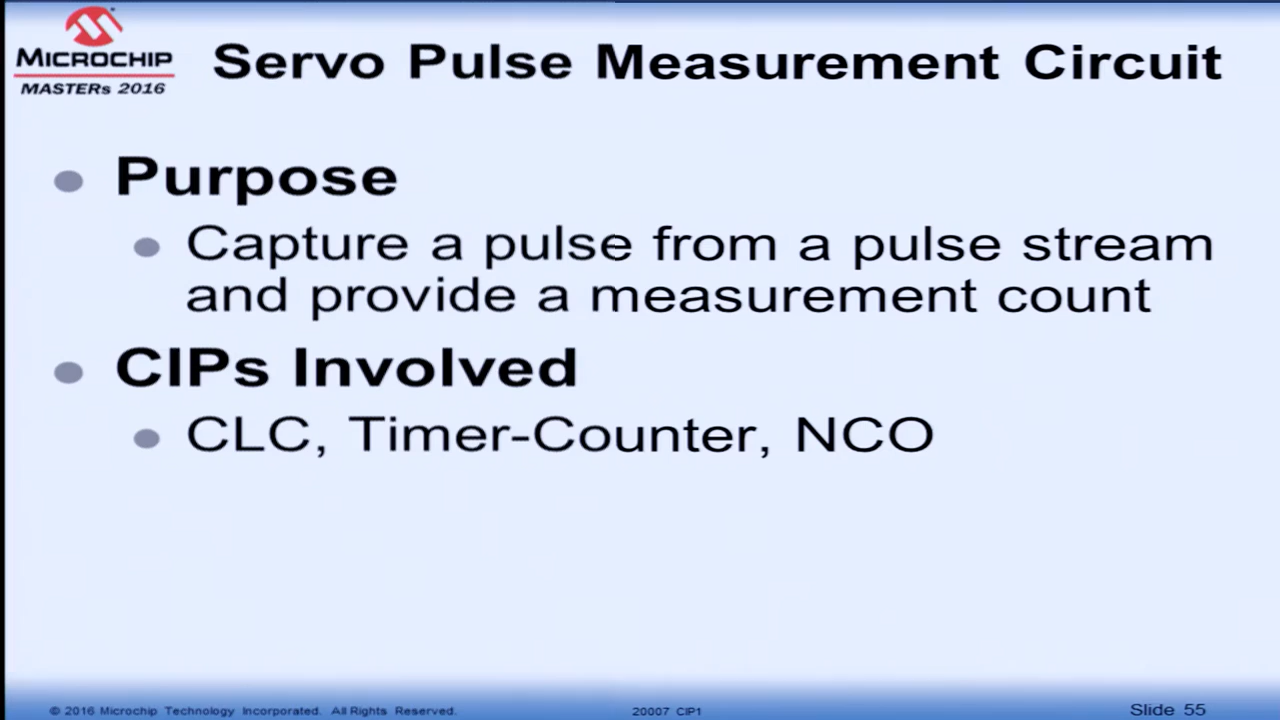 MICROCHIP
MASTERs 2016
Servo Pulse Measurement Circuit
Purpose
Capture a pulse from a pulse stream
and provide a measurement count
CIPs Involved
CLC, Timer-Counter, NCO
© 2016 Microchip Technology Incorporated. All Rights Reserved.
20007 CIP1
Slide 55